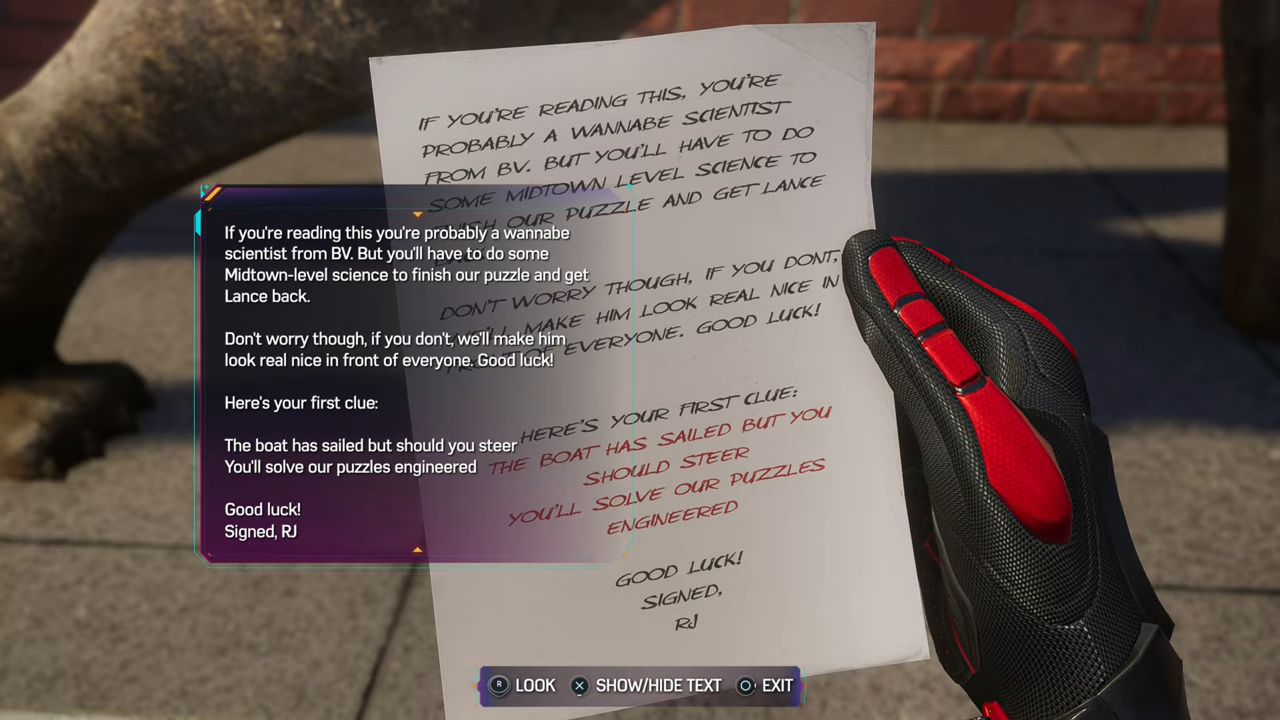 IF YOU'RE READING THIS, YOU'RE
PROBABLY A WANNABE SCIENTIST
FROM BV. BUT YOU'LL HAVE TO DO
SOME MIDTOWN LEVEL SCIENCE TO
OUR PUZZLE AND GET LANCE
DON'T WORRY THOUGH, IF YOU DONT,
WE'LL MAKE HIM LOOK REAL NICE IN
OF EVERYONE. GOOD LUCK!
HERE'S YOUR FIRST CLUE:
THE BOAT HAS SAILED BUT YOU
SHOULD STEER
YOU'LL SOLVE OUR PUZZLES
ENGINEERED
GOOD LUCK!
SIGNED,
RJ
If you're reading this you're probably a wannabe
scientist from BV. But you'll have to do some
Midtown-level science to finish our puzzle and get
Lance back.
Don't worry though, if you don't, we'll make him
look real nice in front of everyone. Good luck!
Here's your first clue:
The boat has sailed but should you steer
You'll solve our puzzles engineered
Good luck!
Signed, RJ
R LOOK SHOW/HIDE TEXT EXIT